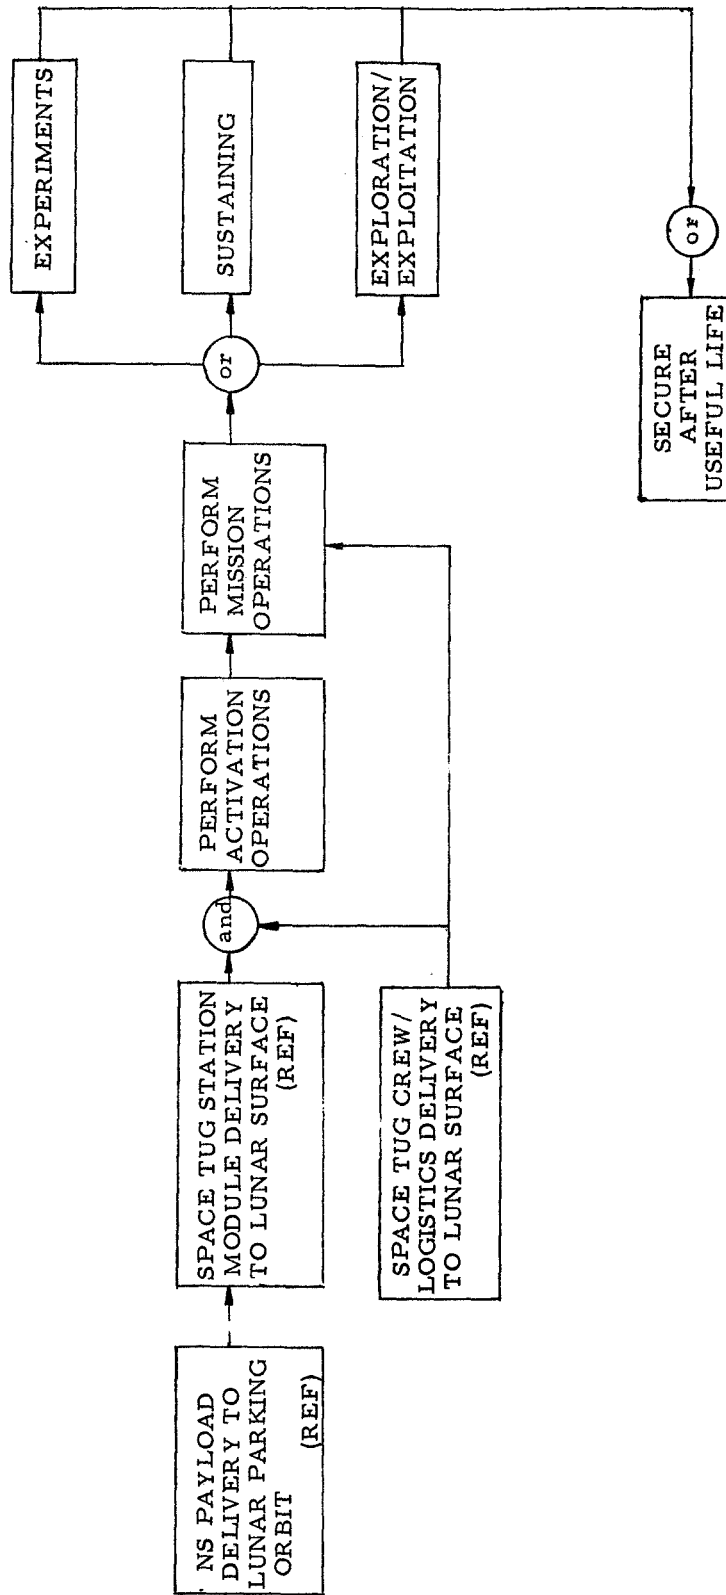 NS PAYLOAD
DELIVERY TO
LUNAR PARKING
ORBIT
(REF)
SPACE TUG STATION
MODULE DELIVERY
TO LUNAR SURFACE
(REF)
SPACE TUG CREW/
LOGISTICS DELIVERY
TO LUNAR SURFACE
(REF)
and
PERFORM
ACTIVATION
OPERATIONS
PERFORM
MISSION
OPERATIONS
or
EXPERIMENTS
SUSTAINING
EXPLORATION/
EXPLOITATION
or
SECURE
AFTER
USEFUL LIFE